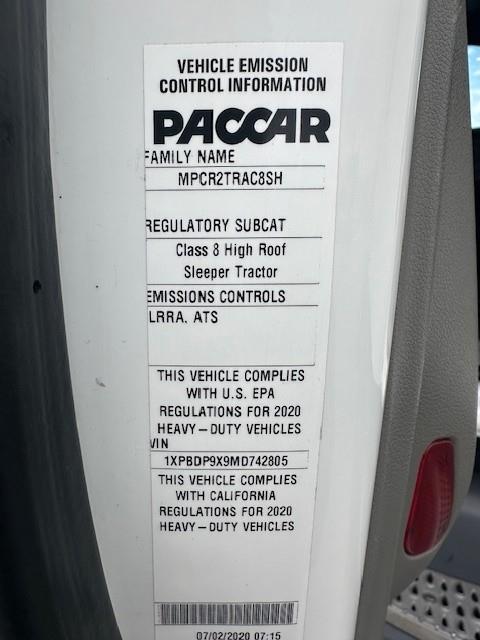 VEHICLE EMISSION
CONTROL INFORMATION
PACCAR
FAMILY NAME
MPCR2TRAC8SH
REGULATORY SUBCAT
Class 8 High Roof
Sleeper Tractor
EMISSIONS CONTROLS
LRRA, ATS
THIS VEHICLE COMPLIES
WITH U.S. EPA
REGULATIONS FOR 2020
HEAVY-DUTY VEHICLES
VIN
1XPBDP9X9MD742805
THIS VEHICLE COMPLIES
WITH CALIFORNIA
REGULATIONS FOR 2020
HEAVY-DUTY VEHICLES
07/02/2020 07:15